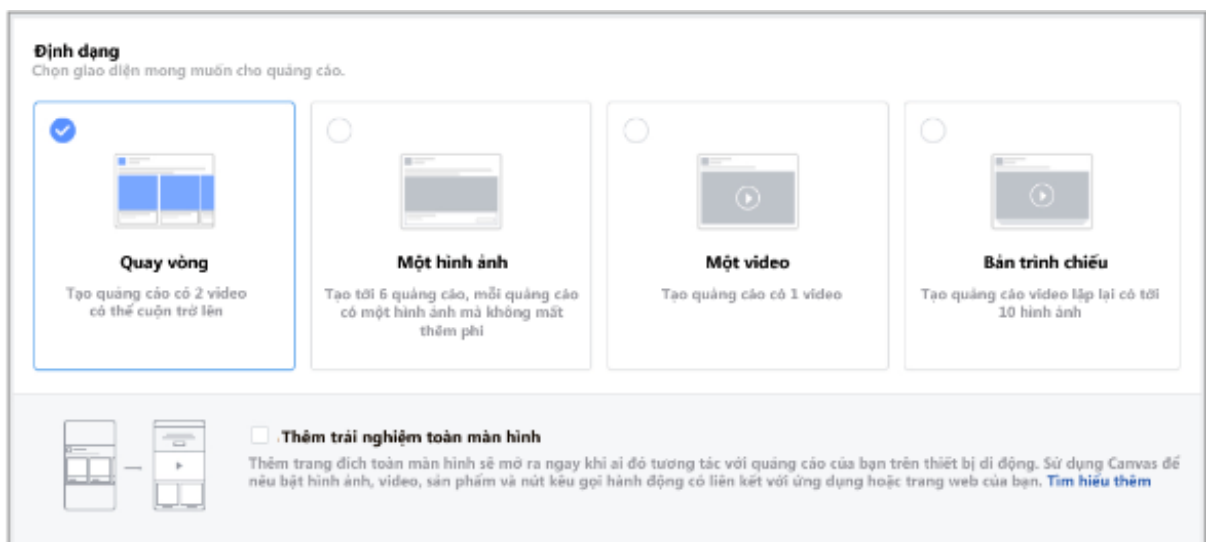 Định dạng
Chọn giao diện mong muốn cho quảng cáo.
Quay vòng
Tạo quảng cáo có 2 video
có thể cuộn trở lên
Một hình ảnh
Tạo tới 6 quảng cáo, mỗi quảng cáo
có một hình ảnh mà không mất
thêm phí
Một video
Tạo quảng cáo có 1 video
Bản trình chiếu
Tạo quảng cáo video lặp lại có tới
10 hình ảnh
Thêm trải nghiệm toàn màn hình
Thêm trang đích toàn màn hình sẽ mở ra ngay khi ai đó tương tác với quảng cáo của bạn trên thiết bị di động. Sử dụng Canvas để
nêu bật hình ảnh, video, sản phẩm và nút kêu gọi hành động có liên kết với ứng dụng hoặc trang web của bạn. Tìm hiểu thêm